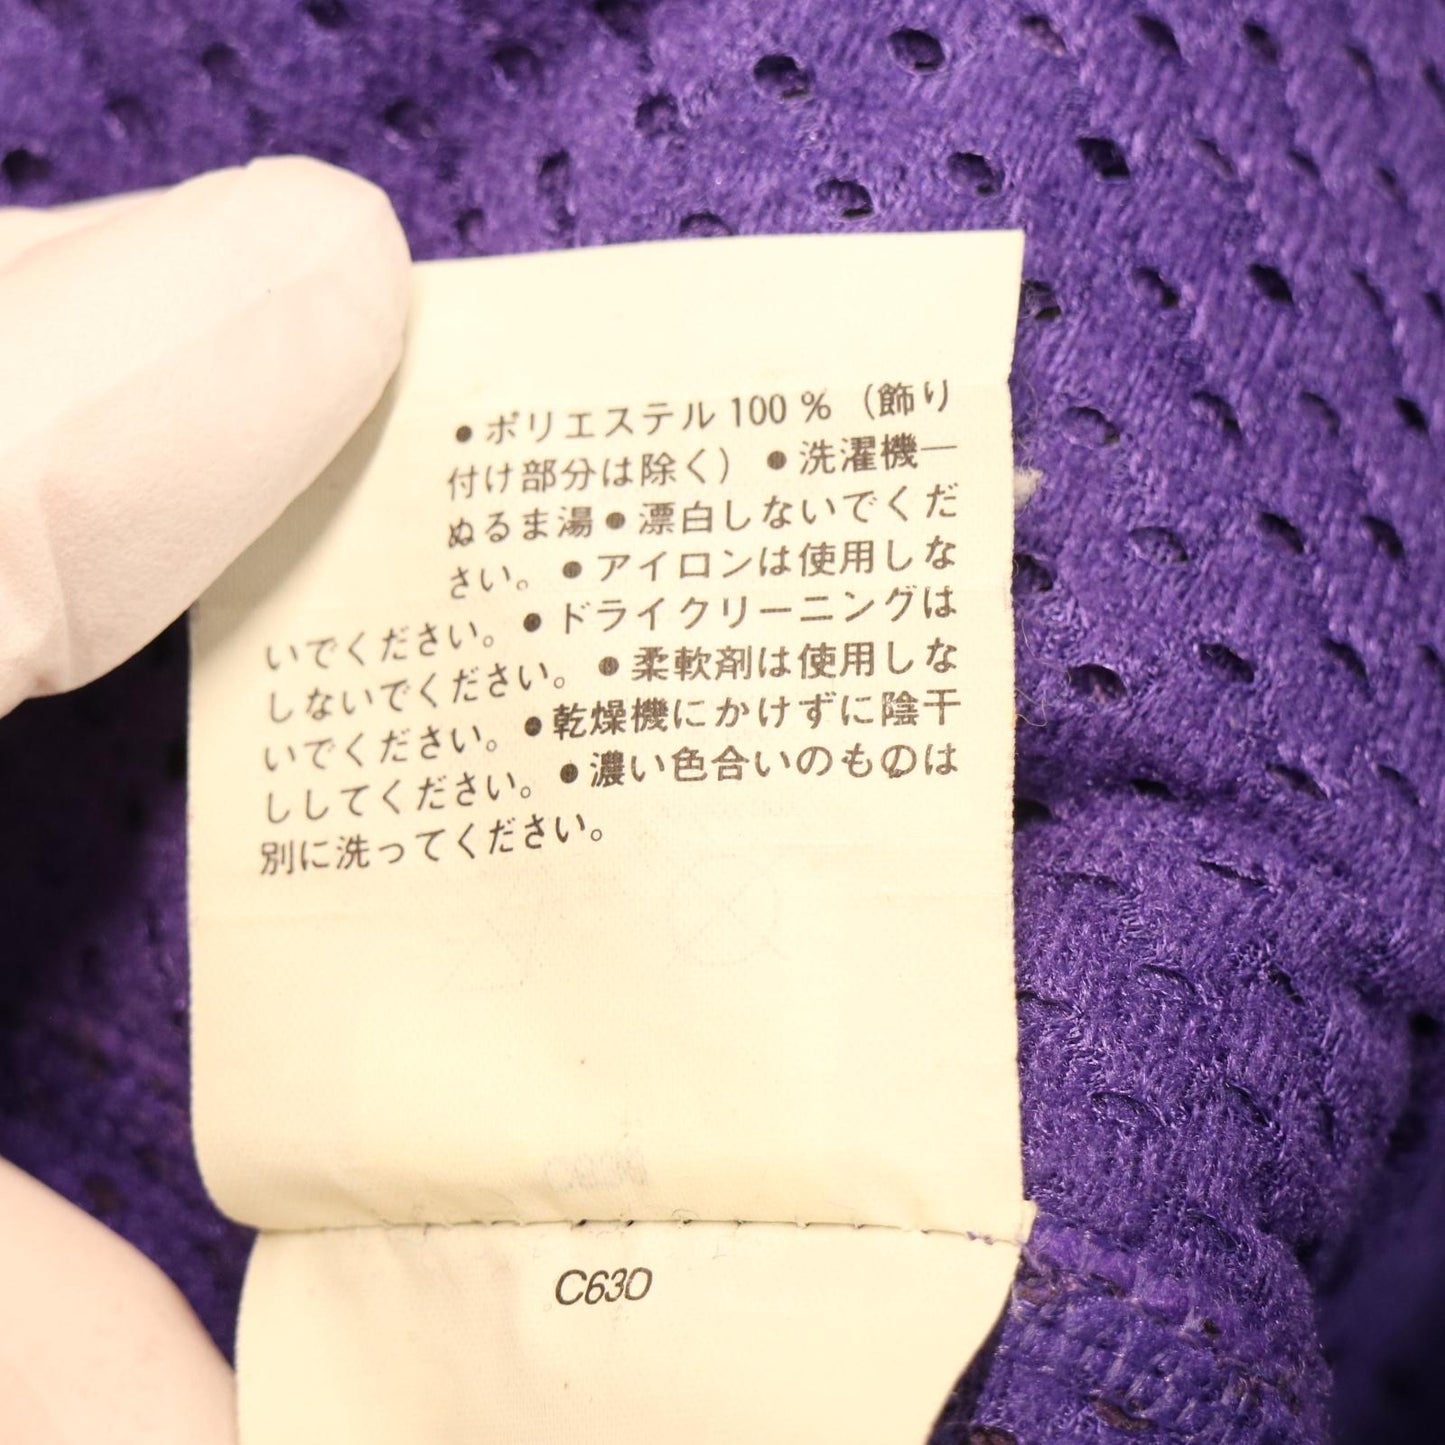 ●ポリエステル 100 % （飾り
付け部分は除く） ●洗濯機―
ぬるま湯●漂白しないでくだ
さい。 ●アイロンは使用しな
いでください。●ドライクリーニングは
しないでください。 ●柔軟剤は使用しな
いでください。●乾燥機にかけずに陰干
ししてください。●濃い色合いのものは
別に洗ってください。
C630